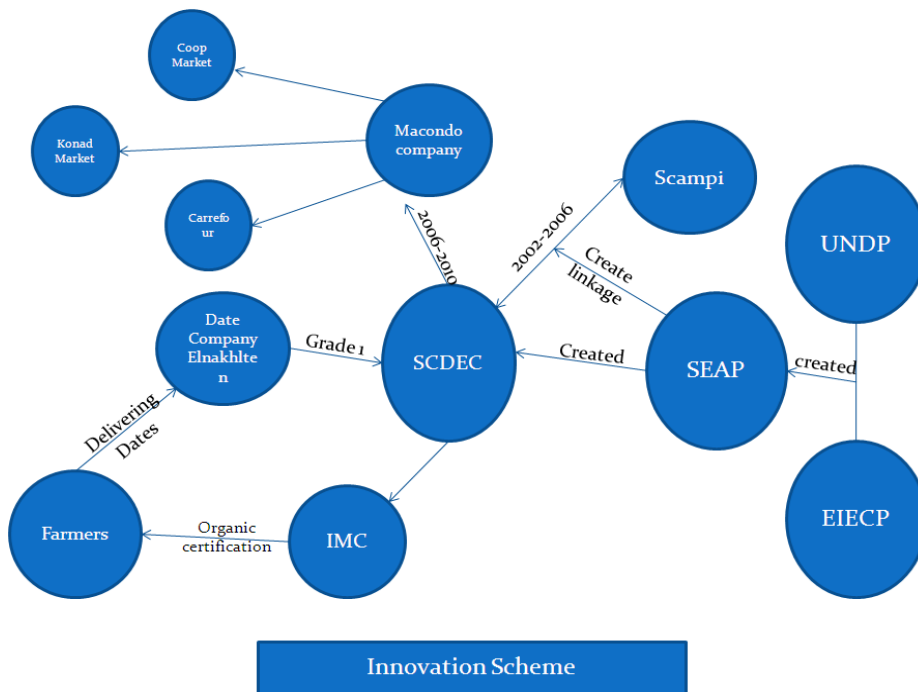 Coop
Market
Konad
Market
Macondo
company
Carrefo
ur
Scampi
UNDP
2006-2010
2002-2006
Create
linkage
Date
Company
Elnakhlte
n
Grade 1
SCDEC
Created
SEAP
created
Delivering
Dates
Farmers
Organic
certification
IMC
EIECP
Innovation Scheme